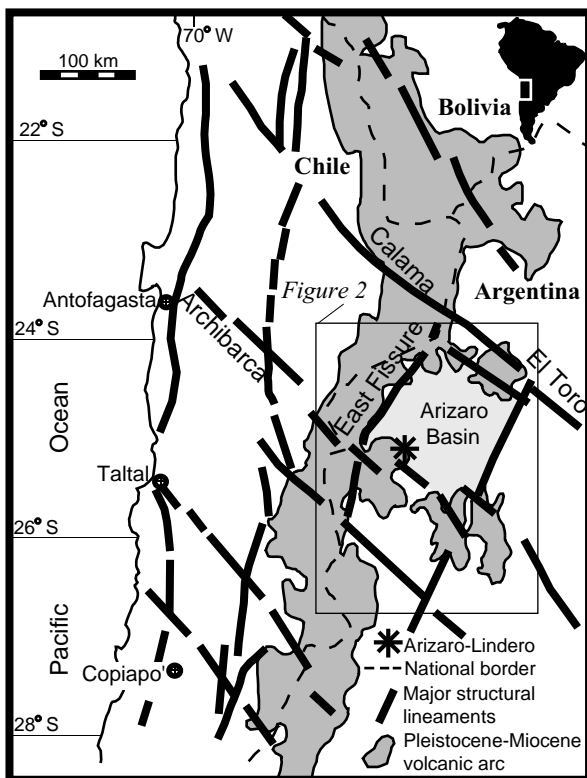 70° W
100 km
Bolivia
22° S
Chile
Calama
Argentina
Figure 2
Antofagasta
Archibarca
24° S
East Fissure
El Toro
Arizaro
Basin
Ocean
Taltal
26° S
Pacific
Copiapo'
28° S
Arizaro-Lindero
National border
Major structural
lineaments
Pleistocene-Miocene
volcanic arc